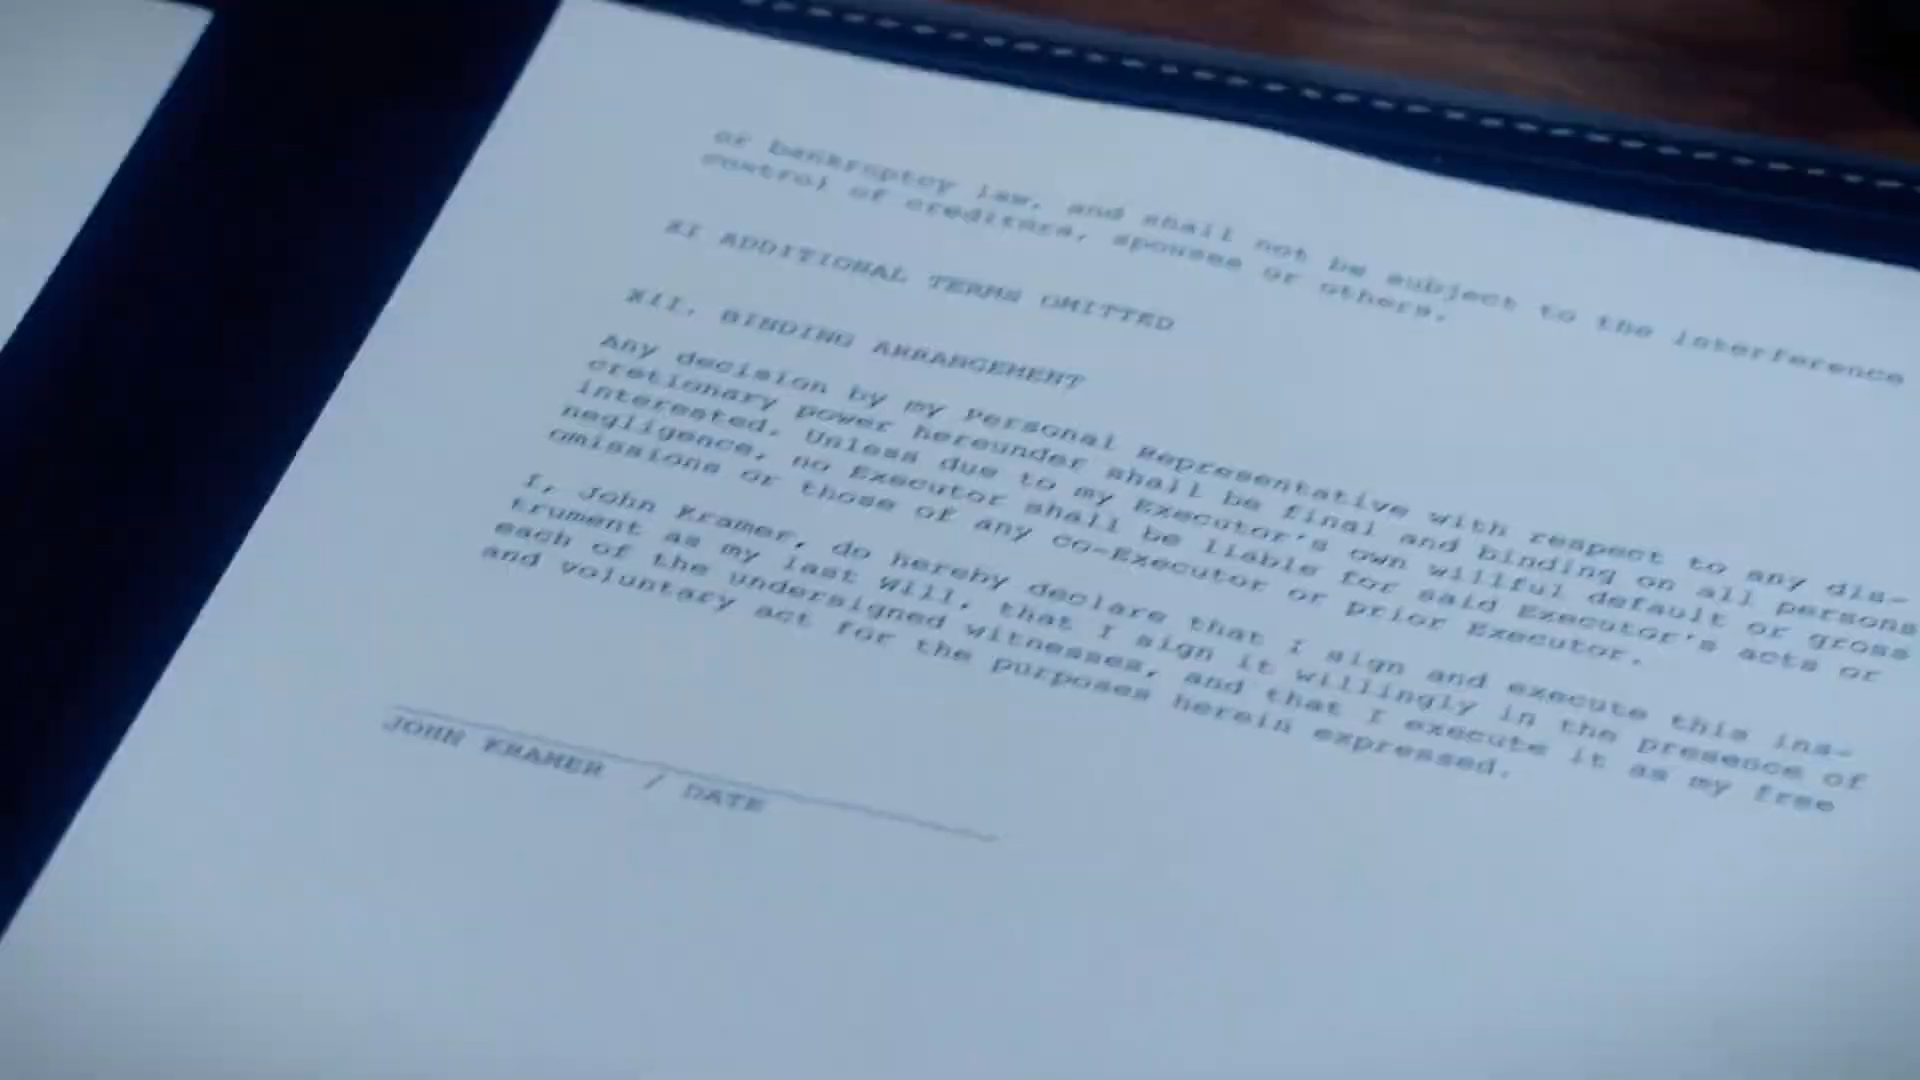 or bankruptcy law, and shall not be subject to the interference
control of creditors, spouses or others.
XI ADDITIONAL TERMS OMITTED
XII. BINDING ARRANGEMENT
Any decision by my Personal Representative with respect to any dis-
cretionary power hereunder shall be final and binding on all persons
interested. Unless due to my Executor's own willful default or gross
negligence, no Executor shall be liable for said Executor's acts or
omissions or those of any co-Executor or prior Executor.
I, John Kramer, do hereby declare that I sign and execute this ins-
trument as my last Will, that I sign it willingly in the presence of
each of the undersigned witnesses, and that I execute it as my free
and voluntary act for the purposes herein expressed.
JOHN KRAMER / DATE